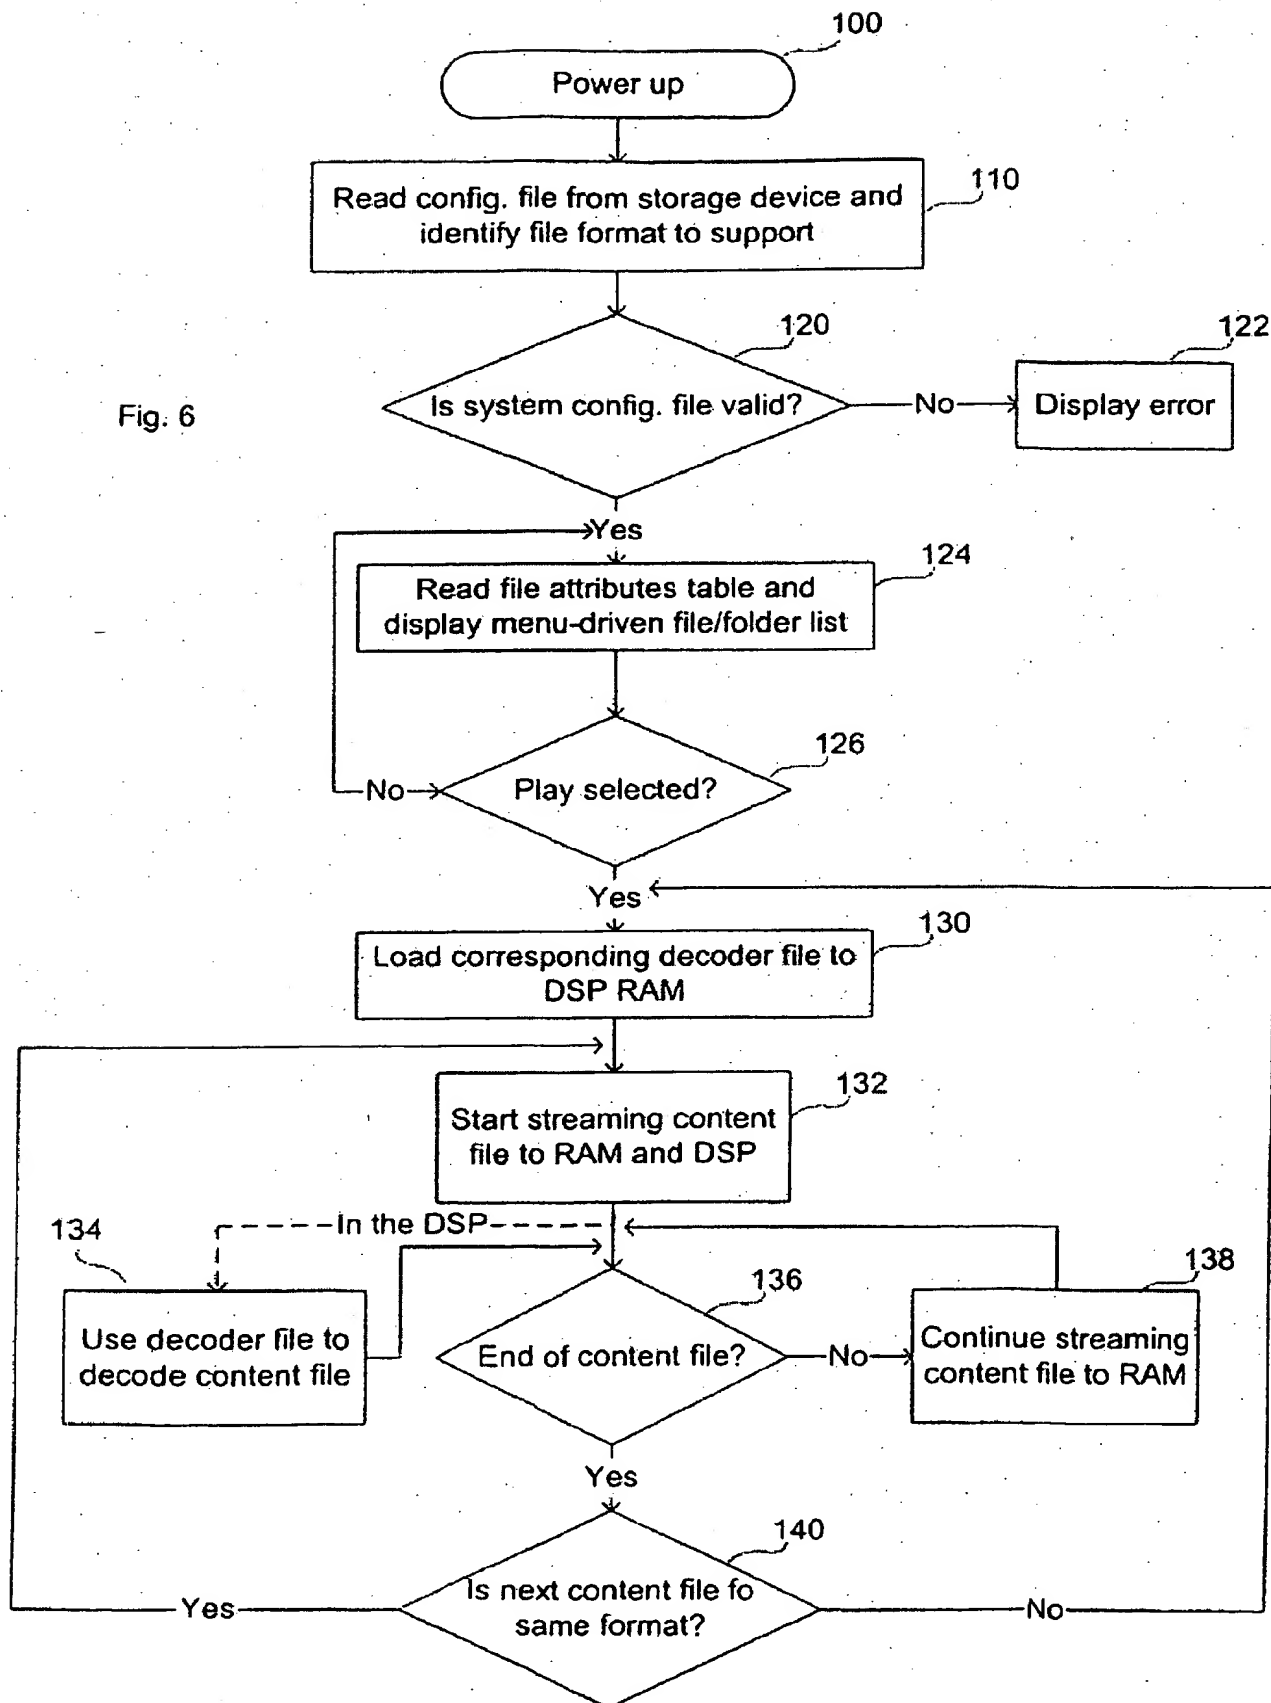 100
Power up
110
Read config. file from storage device and
identify file format to support
120
122
Fig. 6
Is system config. file valid?
No
Display error
Yes
124
Read file attributes table and
display menu-driven file/folder list
126
No
Play selected?
Yes
130
Load corresponding decoder file to
DSP RAM
132
Start streaming content
file to RAM and DSP
134
In the DSP
136
138
Use decoder file to
decode content file
End of content file?
No
Continue streaming
content file to RAM
Yes
140
Is next content file fo
same format?
Yes
No